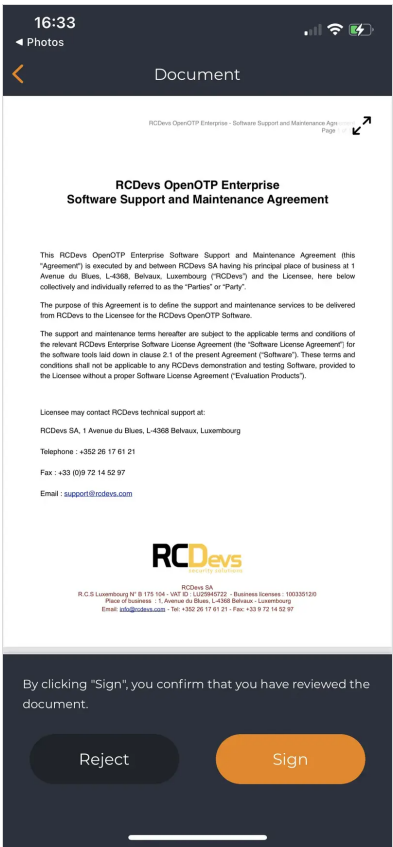 16:33
◀ Photos
Document
RCDevs OpenOTP Enterprise - Software Support and Maintenance
Page
RCDevs OpenOTP Enterprise
Software Support and Maintenance Agreement
This RCDevs OpenOTP Enterprise Software Support and Maintenance Agreement (this
"Agreement") is executed by and between RCDevs SA having his principal place of business at 1
Avenue du Blues, L-4368, Belvaux, Luxembourg ("RCDevs") and the Licensee, here below
collectively and individually referred to as the "Parties" or "Party".
The purpose of this Agreement is to define the support and maintenance services to be delivered
from RCDevs to the Licensee for the RCDevs OpenOTP Software.
The support and maintenance terms hereafter are subject to the applicable terms and conditions of
the relevant RCDevs Enterprise Software License Agreement (the "Software License Agreement") for
the software tools laid down in clause 2.1 of the present Agreement ("Software"). These terms and
conditions shall not be applicable to any RCDevs demonstration and testing Software, provided to
the Licensee without a proper Software License Agreement ("Evaluation Products").
Licensee may contact RCDevs technical support at:
RCDevs SA, 1 Avenue du Blues, L-4368 Belvaux, Luxembourg
Telephone : +352 26 17 61 21
Fax : +33 (0)9 72 14 52 97
Email : support@rcdevs.com
RCDevs
security solutions
RCDevs SA
R.C.S Luxembourg N° B 175 104 - VAT ID : LU25945722 - Business licenses : 10033512/0
Place of business : 1, Avenue du Blues, L-4368 Belvaux - Luxembourg
Email: info@rcdevs.com - Tel: +352 26 17 61 21 - Fax: +33 9 72 14 52 97
By clicking "Sign", you confirm that you have reviewed the
document.
Reject
Sign